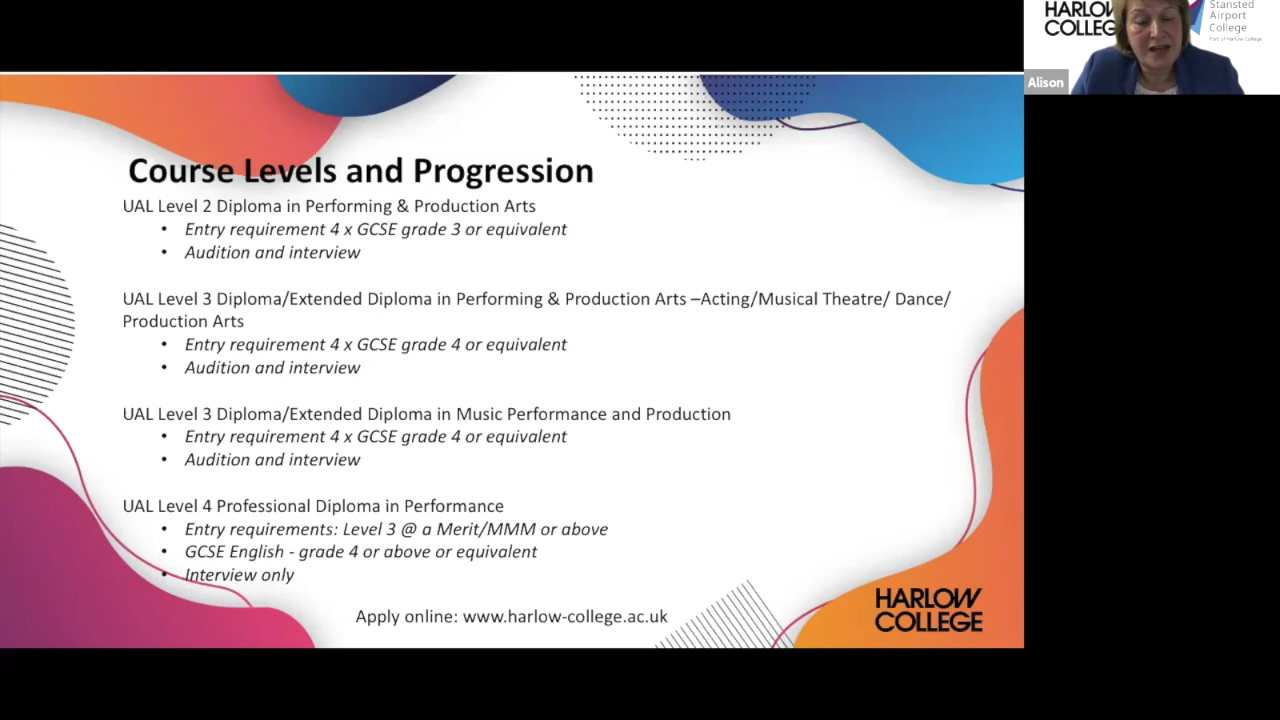 HARLOW
COLLEG
Stansted
Airport
College
Part of Harlow College
Alison
Course Levels and Progression
UAL Level 2 Diploma in Performing & Production Arts
• Entry requirement 4 x GCSE grade 3 or equivalent
• Audition and interview
UAL Level 3 Diploma/Extended Diploma in Performing & Production Arts –Acting/Musical Theatre/ Dance/
Production Arts
• Entry requirement 4 x GCSE grade 4 or equivalent
• Audition and interview
UAL Level 3 Diploma/Extended Diploma in Music Performance and Production
• Entry requirement 4 x GCSE grade 4 or equivalent
• Audition and interview
UAL Level 4 Professional Diploma in Performance
• Entry requirements: Level 3 @ a Merit/MMM or above
• GCSE English - grade 4 or above or equivalent
• Interview only
Apply online: www.harlow-college.ac.uk
HARLOW
COLLEGE